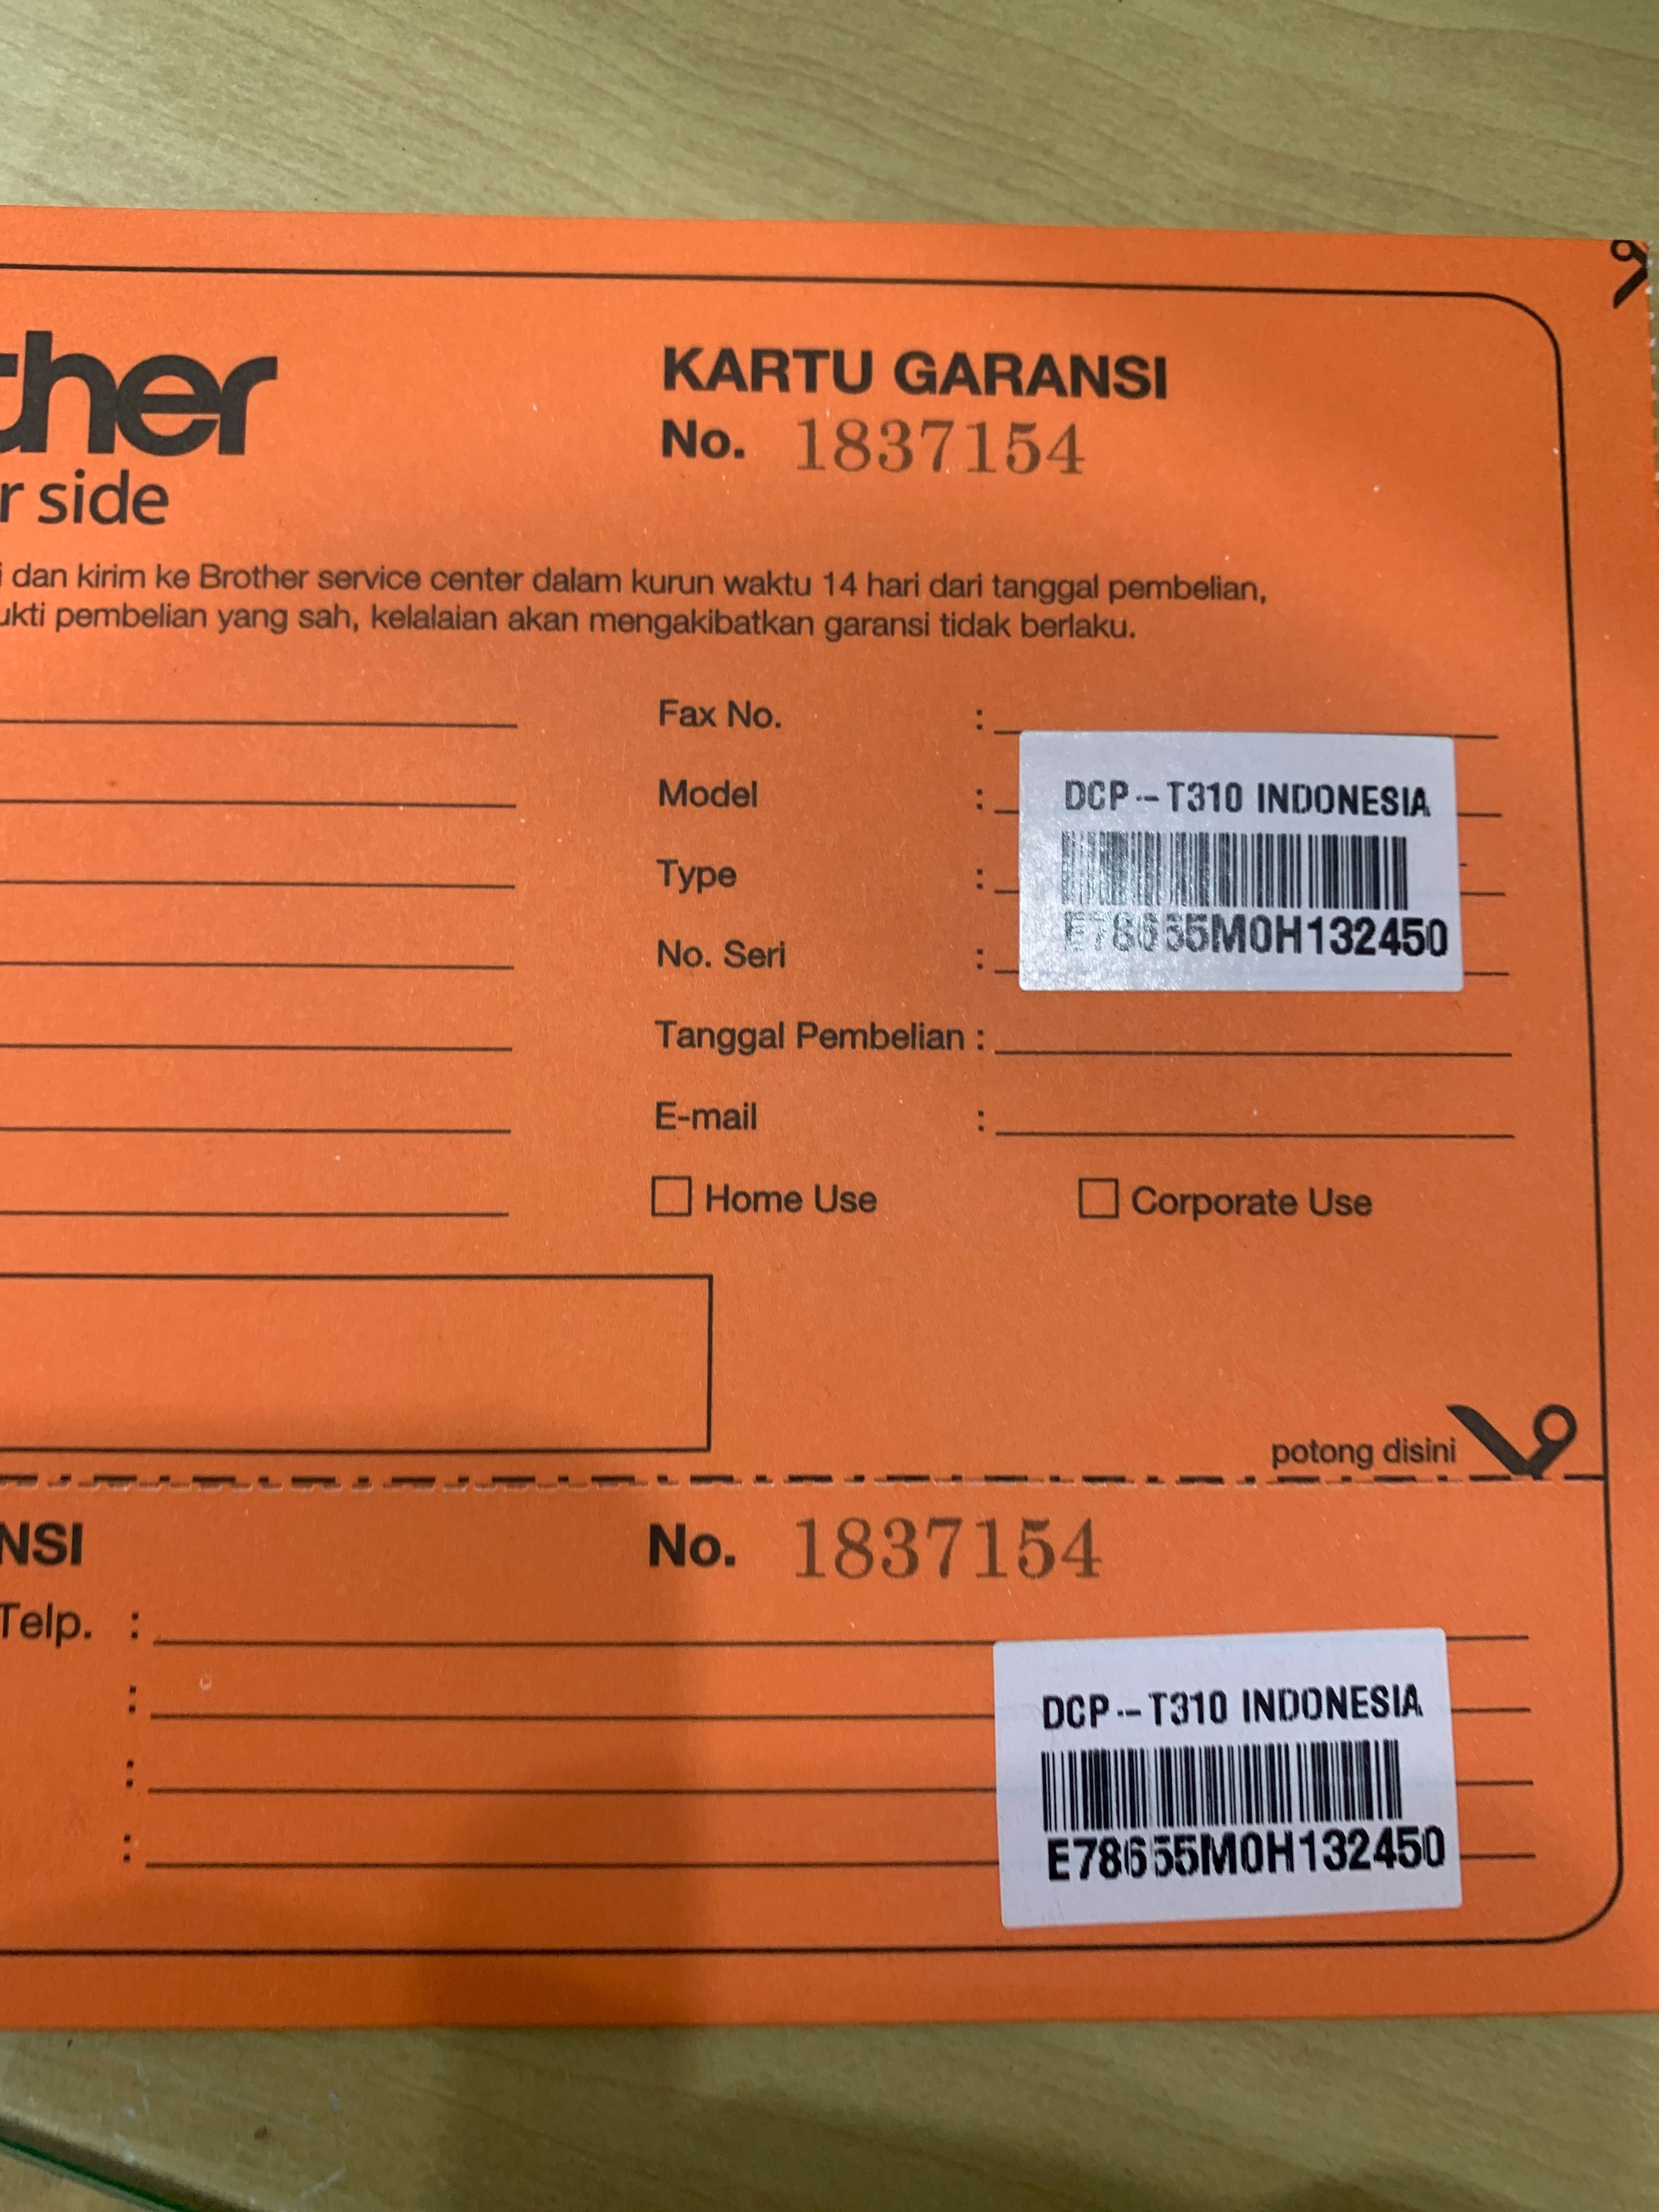 ther
r side
KARTU GARANSI
No. 1837154
i dan kirim ke Brother service center dalam kurun waktu 14 hari dari tanggal pembelian,
ukti pembelian yang sah, kelalaian akan mengakibatkan garansi tidak berlaku.
Fax No. :
Model : DCP--T310 INDONESIA
Type :
No. Seri : E78655M0H132450
Tanggal Pembelian :
E-mail :
Home Use Corporate Use
potong disini
NSI No. 1837154
Telp. :
:
DCP--T310 INDONESIA
:
:
E78655M0H132450